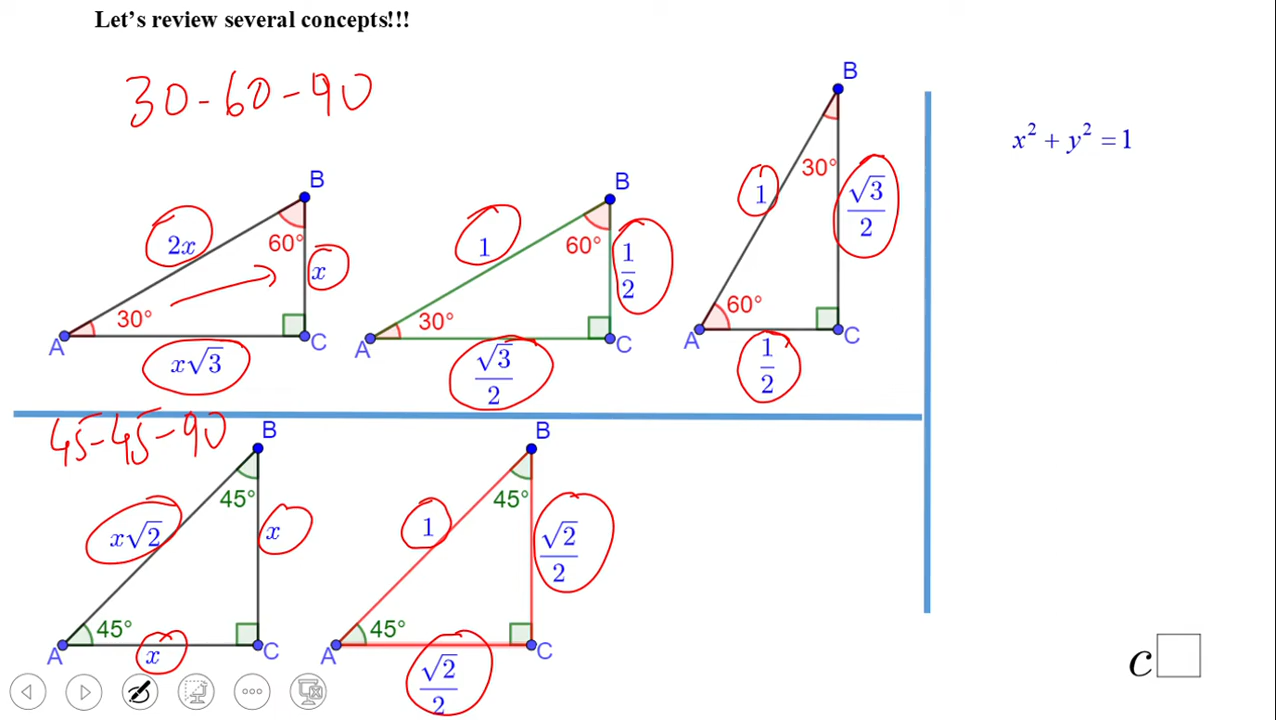 Let's review several concepts!!!
30-60-90
B
2x
60°
x
30°
A
C
x√3
B
1
60°
1/2
30°
A
C
√3/2
B
30°
1
√3/2
60°
A
C
1/2
x² + y² = 1
45-45-90
B
45°
x√2
x
45°
A
C
x
B
45°
1
√2/2
45°
A
C
√2/2
c